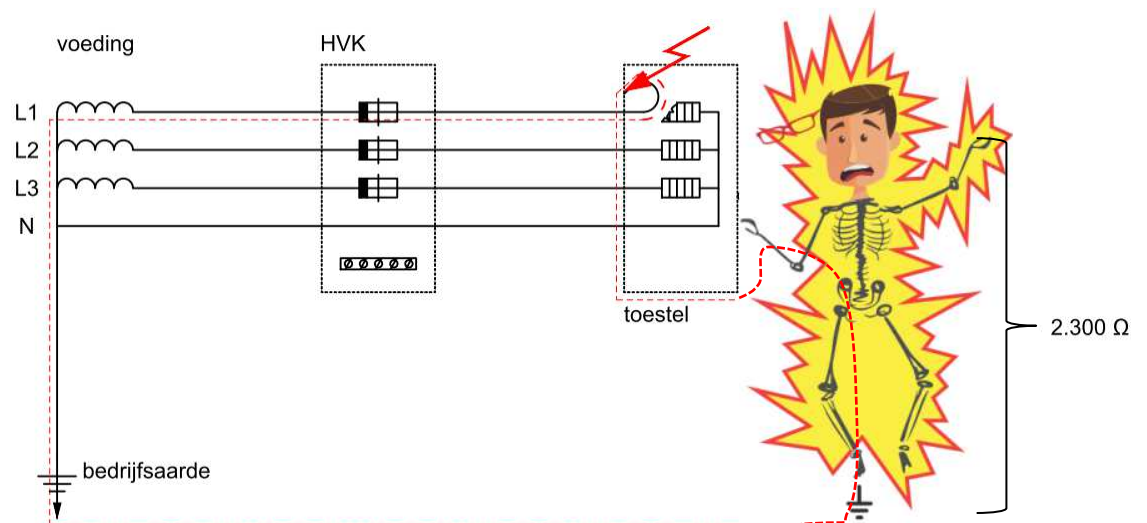 voeding
HVK
L1
L2
L3
N
toestel
2.300 Ω
bedrijfsaarde